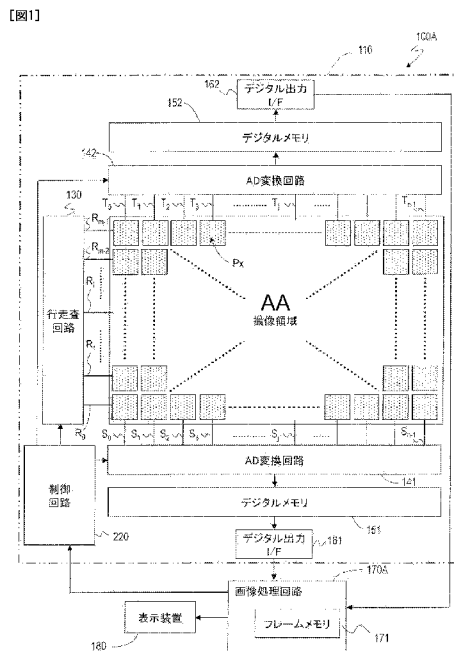 [図1]
110
100A
162
デジタル出力
I/F
152
デジタルメモリ
142
AD変換回路
130
T0 T1 T2 T3 ……… Tj ……… Tn-1
Rm-1
Rm-2
Px
Ri
AA
撮像領域
行走査
回路
R1
R0
S0 S1 S2 S3 ……… Sj ……… Sn-1
AD変換回路
141
制御
回路
デジタルメモリ
151
220
デジタル出力
I/F
161
170A
画像処理回路
表示装置
フレームメモリ
180
171